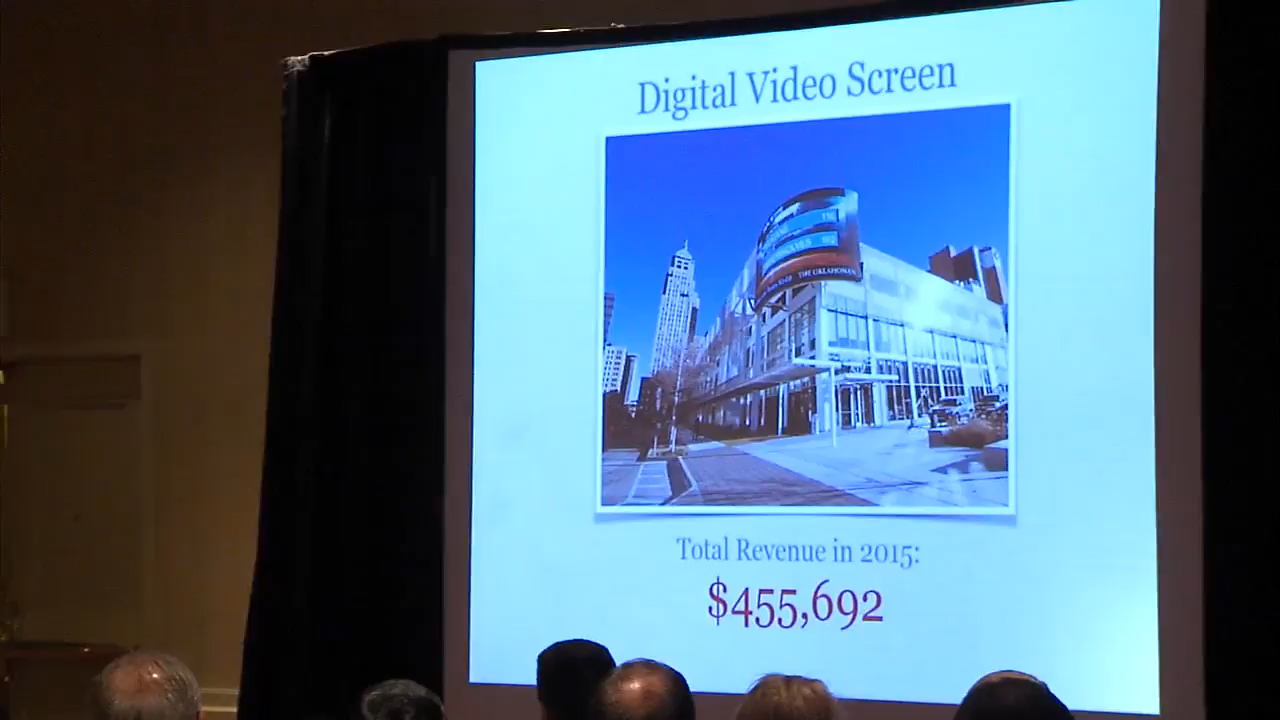 Digital Video Screen
THE OKLAHOMAN
Total Revenue in 2015:
$455,692